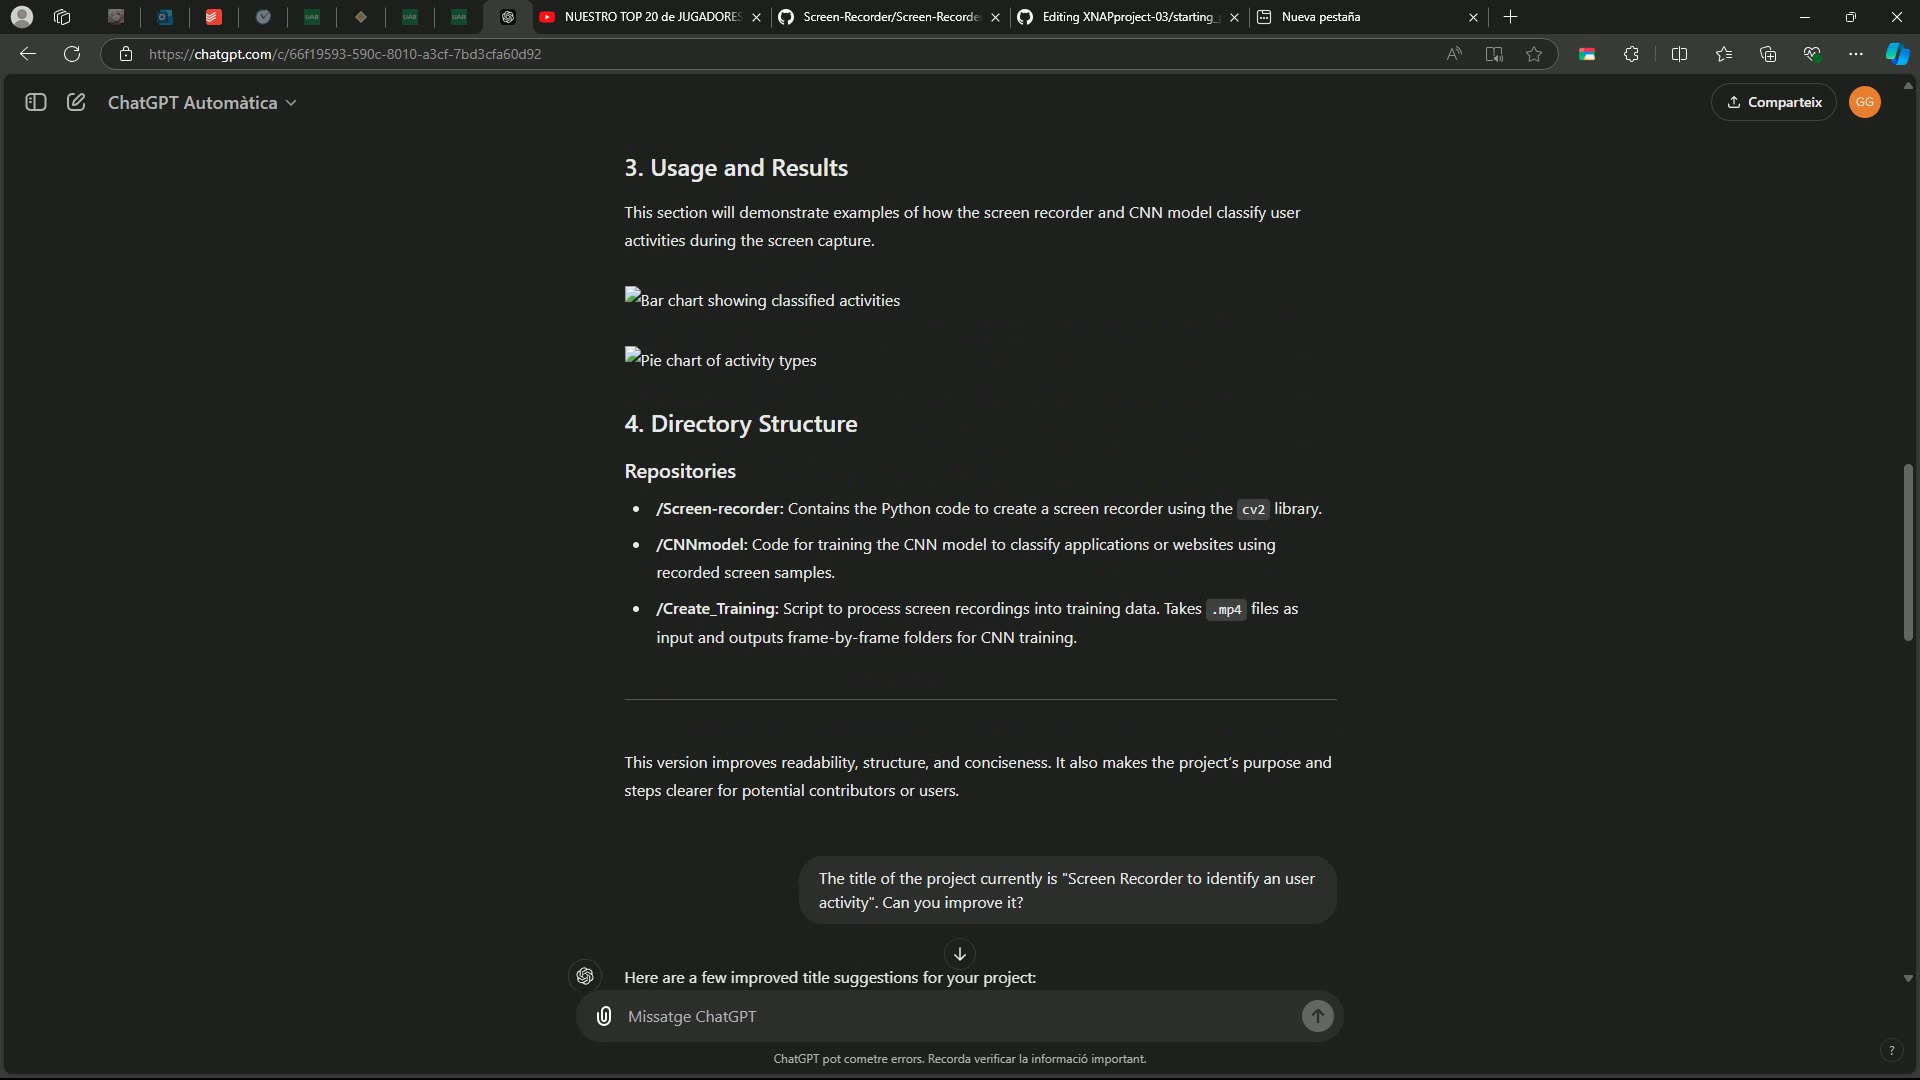 UAB
UAB
UAB
NUESTRO TOP 20 de JUGADORES
Screen-Recorder/Screen-Recorde
Editing XNAPproject-03/starting_
Nueva pestaña
https://chatgpt.com/c/66f19593-590c-8010-a3cf-7bd3cfa60d92
ChatGPT Automàtica
Comparteix
GG
3. Usage and Results
This section will demonstrate examples of how the screen recorder and CNN model classify user
activities during the screen capture.
Bar chart showing classified activities
Pie chart of activity types
4. Directory Structure
Repositories
• /Screen-recorder: Contains the Python code to create a screen recorder using the cv2 library.
• /CNNmodel: Code for training the CNN model to classify applications or websites using
recorded screen samples.
• /Create_Training: Script to process screen recordings into training data. Takes .mp4 files as
input and outputs frame-by-frame folders for CNN training.
This version improves readability, structure, and conciseness. It also makes the project's purpose and
steps clearer for potential contributors or users.
The title of the project currently is "Screen Recorder to identify an user
activity". Can you improve it?
Here are a few improved title suggestions for your project:
Missatge ChatGPT
ChatGPT pot cometre errors. Recorda verificar la informació important.
?